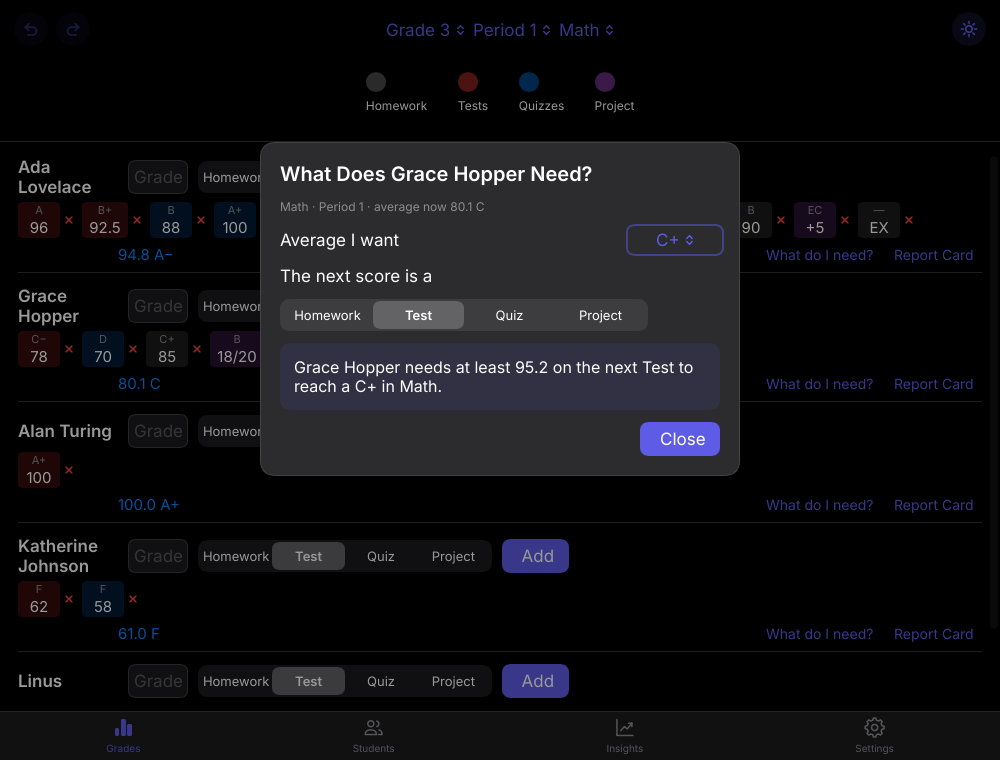 Grade 3 Period 1 Math
Homework Tests Quizzes Project
What Does Grace Hopper Need?
Math · Period 1 · average now 80.1 C
Average I want C+
The next score is a
Homework Test Quiz Project
Grace Hopper needs at least 95.2 on the next Test to
reach a C+ in Math.
Close
Ada
Lovelace
Grade
A B+ B A+ B EC —
96 × 92.5 × 88 × 100 90 × +5 × EX ×
94.8 A− What do I need? Report Card
Grace
Hopper
Grade
C− D C+ B
78 × 70 × 85 × 18/20
80.1 C What do I need? Report Card
Alan Turing Grade
A+
100 ×
100.0 A+ What do I need? Report Card
Katherine
Johnson
Grade Homework Test Quiz Project Add
F F
62 × 58 ×
61.0 F What do I need? Report Card
Linus Grade Homework Test Quiz Project Add
Grades Students Insights Settings